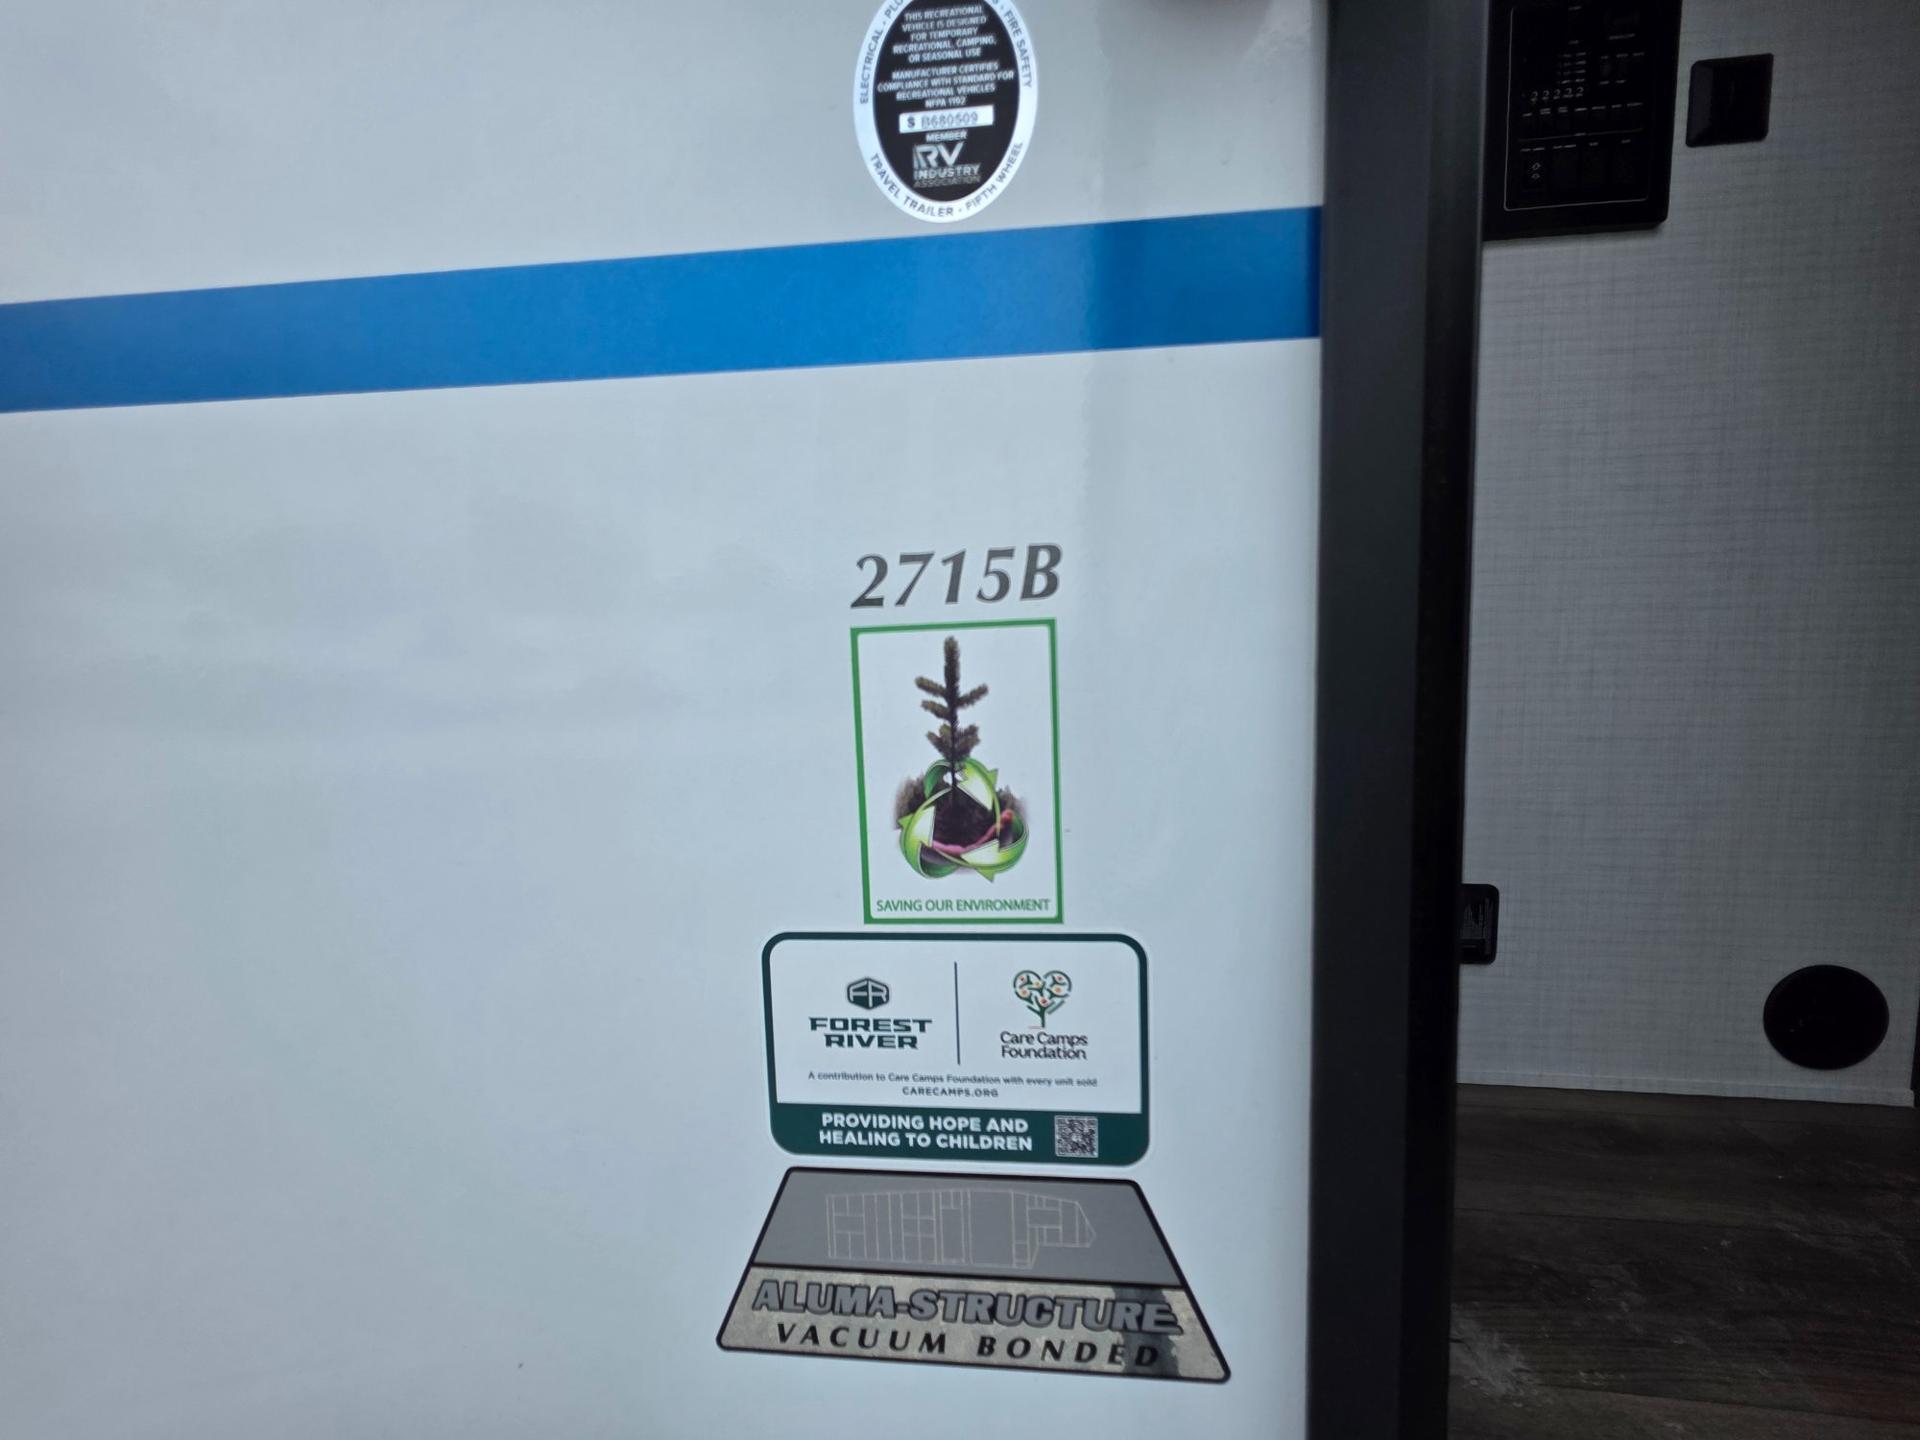 ELECTRICAL
FIRE SAFETY
THIS RECREATIONAL
VEHICLE IS DESIGNED
FOR TEMPORARY
RECREATIONAL, CAMPING,
OR SEASONAL USE
MANUFACTURER CERTIFIES
COMPLIANCE WITH STANDARD FOR
RECREATIONAL VEHICLES
NFPA 1192
$ B680509
MEMBER
RV
INDUSTRY
ASSOCIATION
TRAVEL TRAILER - FIFTH WHEEL
2715B
SAVING OUR ENVIRONMENT
FR
FOREST
RIVER
Care Camps
Foundation
A contribution to Care Camps Foundation with every unit sold
CARECAMPS.ORG
PROVIDING HOPE AND
HEALING TO CHILDREN
ALUMA-STRUCTURE
VACUUM BONDED